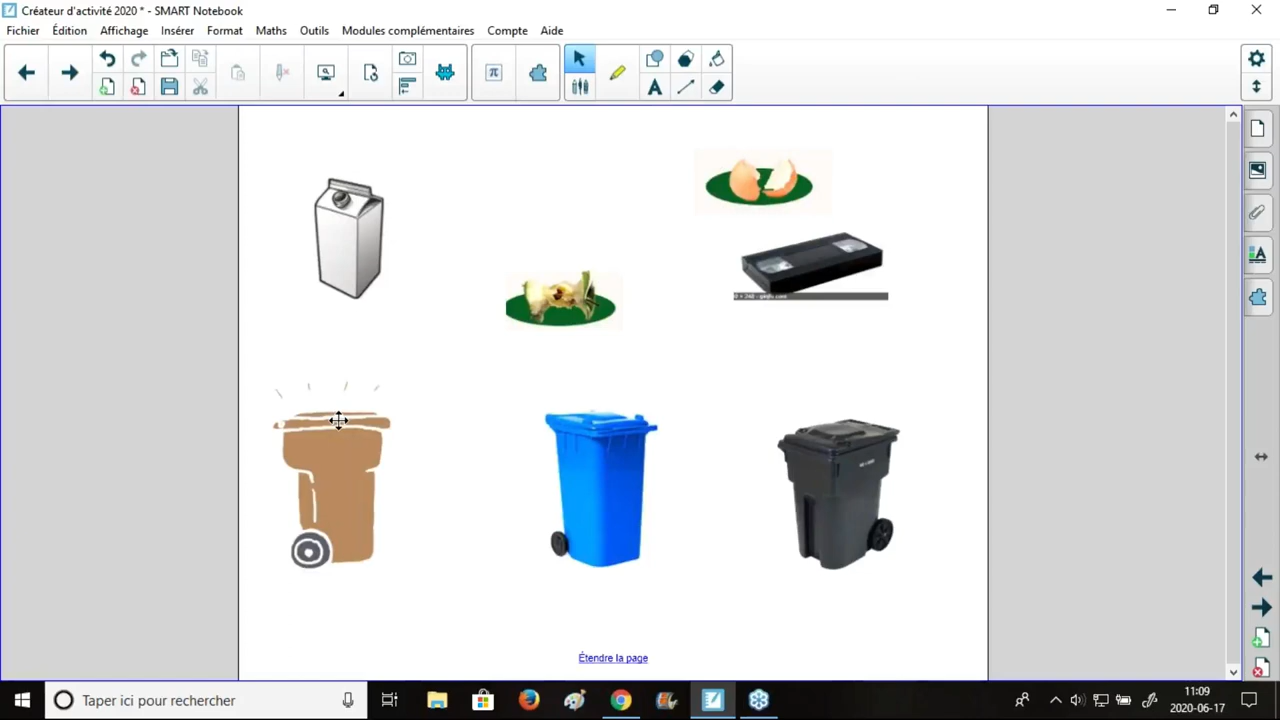 Créateur d'activité 2020 * - SMART Notebook
Fichier Édition Affichage Insérer Format Maths Outils Modules complémentaires Compte Aide
Étendre la page
Taper ici pour rechercher
11:09
2020-06-17